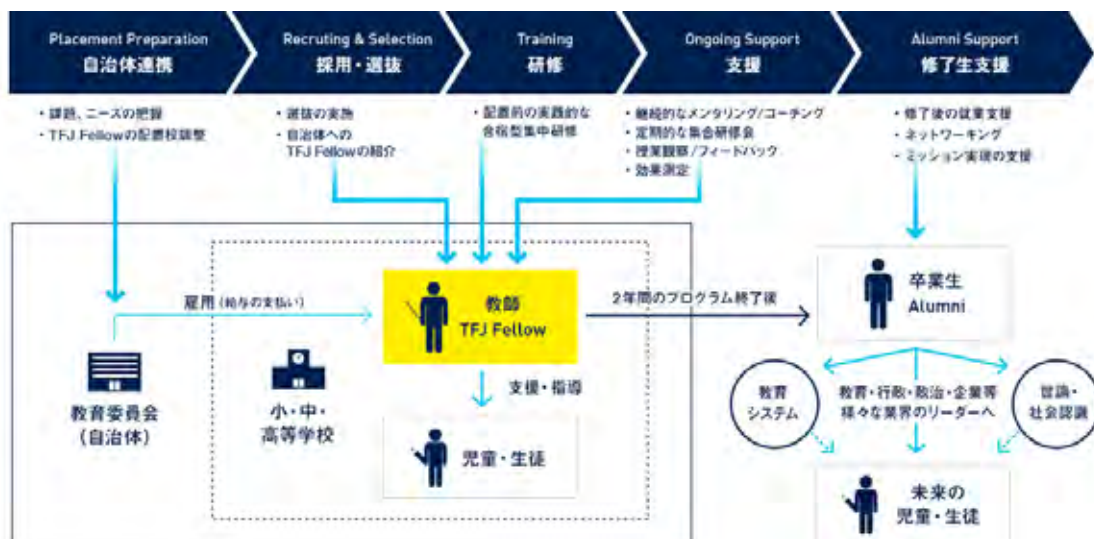 Placement Preparation
自治体連携
Recruting & Selection
採用・選抜
Training
研修
Ongoing Support
支援
Alumni Support
修了生支援
・課題、ニーズの把握
・TFJ Fellowの配置校調整
・選抜の実施
・自治体への
TFJ Fellowの紹介
・配置前の実践的な
合宿型集中研修
・継続的なメンタリング/コーチング
・定期的な集合研修会
・授業観察/フィードバック
・効果測定
・修了後の就業支援
・ネットワーキング
・ミッション実現の支援
雇用(給与の支払い)
教育委員会
(自治体)
小・中・
高等学校
教師
TFJ Fellow
支援・指導
児童・生徒
2年間のプログラム終了後
卒業生
Alumni
教育
システム
教育・行政・政治・企業等
様々な業界のリーダーへ
世論・
社会認識
未来の
児童・生徒